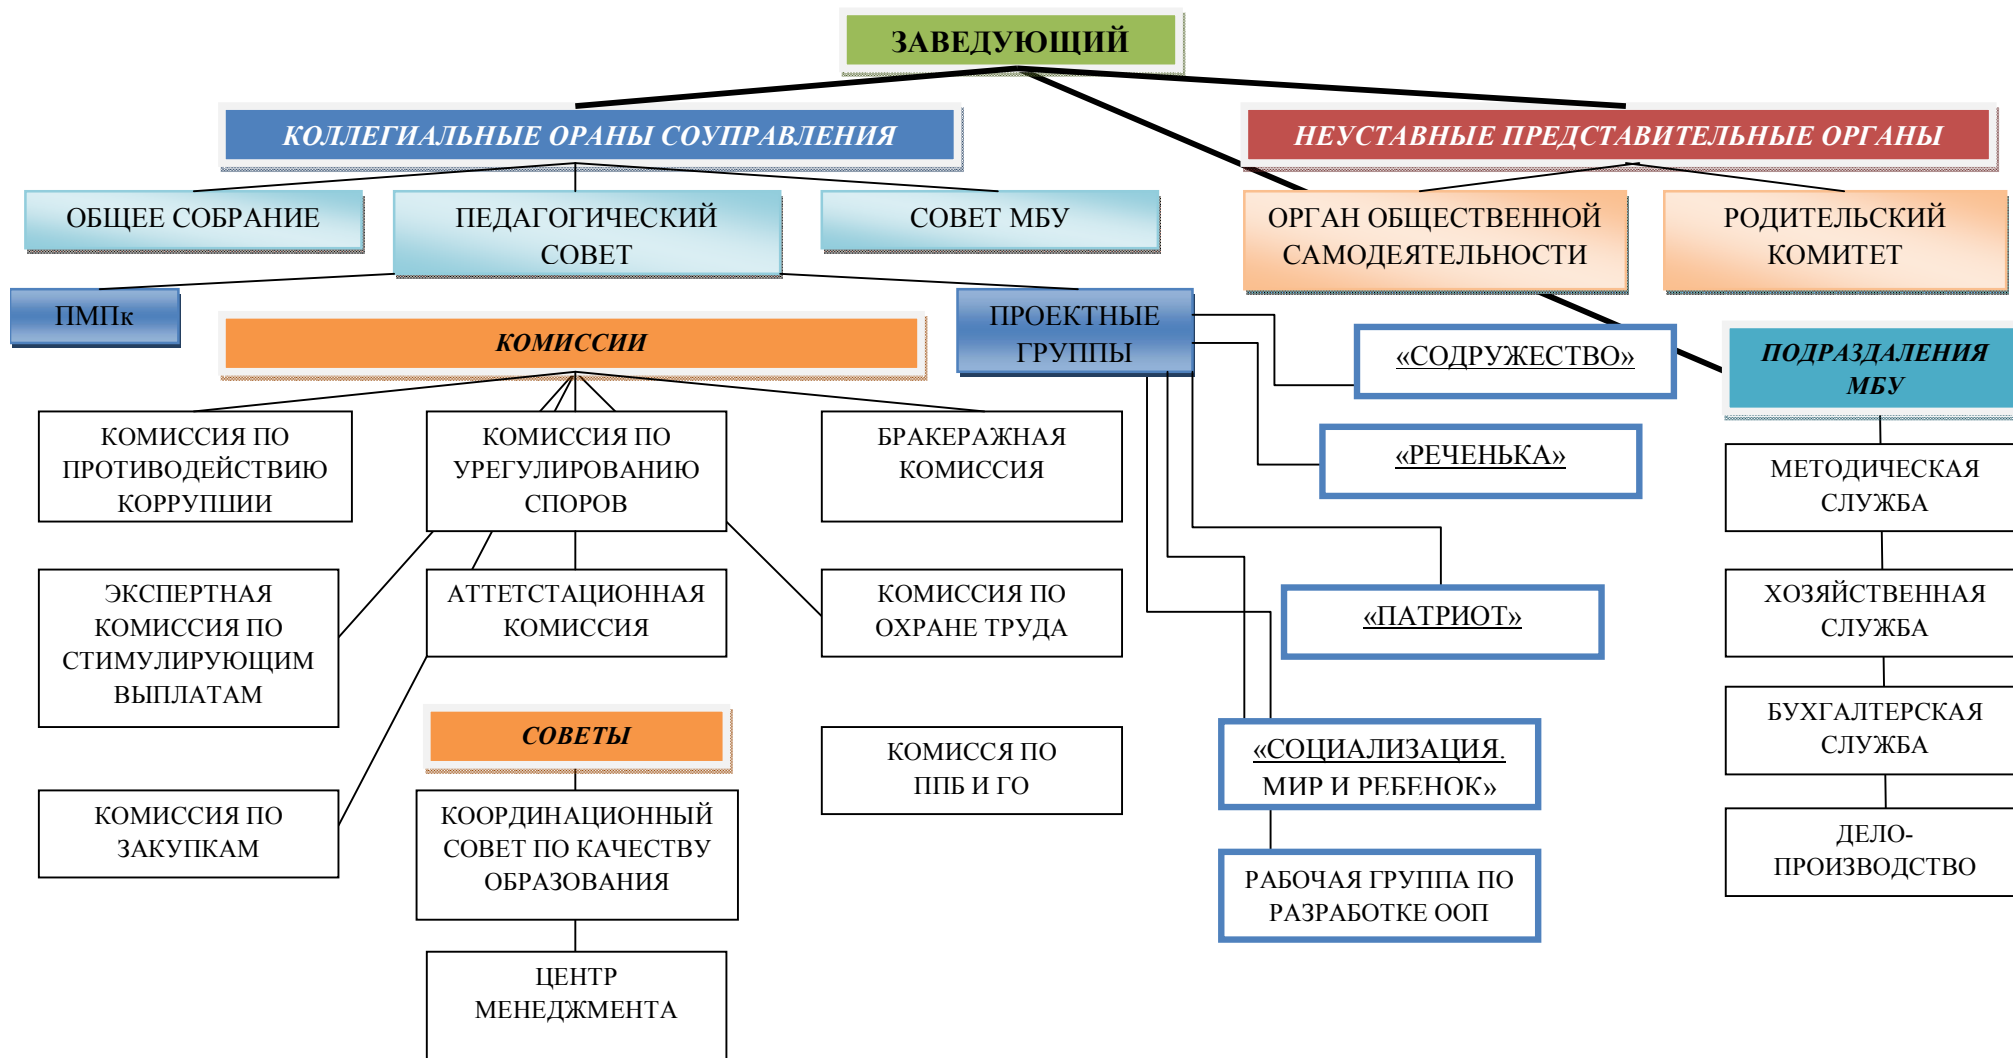 ЗАВЕДУЮЩИЙ
КОЛЛЕГИАЛЬНЫЕ ОРАНЫ СОУПРАВЛЕНИЯ
НЕУСТАВНЫЕ ПРЕДСТАВИТЕЛЬНЫЕ ОРГАНЫ
ОБЩЕЕ СОБРАНИЕ
ПЕДАГОГИЧЕСКИЙ
СОВЕТ
СОВЕТ МБУ
ОРГАН ОБЩЕСТВЕННОЙ
САМОДЕЯТЕЛЬНОСТИ
РОДИТЕЛЬСКИЙ
КОМИТЕТ
ПМПк
КОМИССИИ
ПРОЕКТНЫЕ
ГРУППЫ
«СОДРУЖЕСТВО»
ПОДРАЗДАЛЕНИЯ
МБУ
КОМИССИЯ ПО
ПРОТИВОДЕЙСТВИЮ
КОРРУПЦИИ
КОМИССИЯ ПО
УРЕГУЛИРОВАНИЮ
СПОРОВ
БРАКЕРАЖНАЯ
КОМИССИЯ
«РЕЧЕНЬКА»
МЕТОДИЧЕСКАЯ
СЛУЖБА
ЭКСПЕРТНАЯ
КОМИССИЯ ПО
СТИМУЛИРУЮЩИМ
ВЫПЛАТАМ
АТТЕТСТАЦИОННАЯ
КОМИССИЯ
КОМИССИЯ ПО
ОХРАНЕ ТРУДА
«ПАТРИОТ»
ХОЗЯЙСТВЕННАЯ
СЛУЖБА
СОВЕТЫ
КОМИССЯ ПО
ППБ И ГО
«СОЦИАЛИЗАЦИЯ.
МИР И РЕБЕНОК»
БУХГАЛТЕРСКАЯ
СЛУЖБА
КОМИССИЯ ПО
ЗАКУПКАМ
КООРДИНАЦИОННЫЙ
СОВЕТ ПО КАЧЕСТВУ
ОБРАЗОВАНИЯ
РАБОЧАЯ ГРУППА ПО
РАЗРАБОТКЕ ООП
ДЕЛО-
ПРОИЗВОДСТВО
ЦЕНТР
МЕНЕДЖМЕНТА